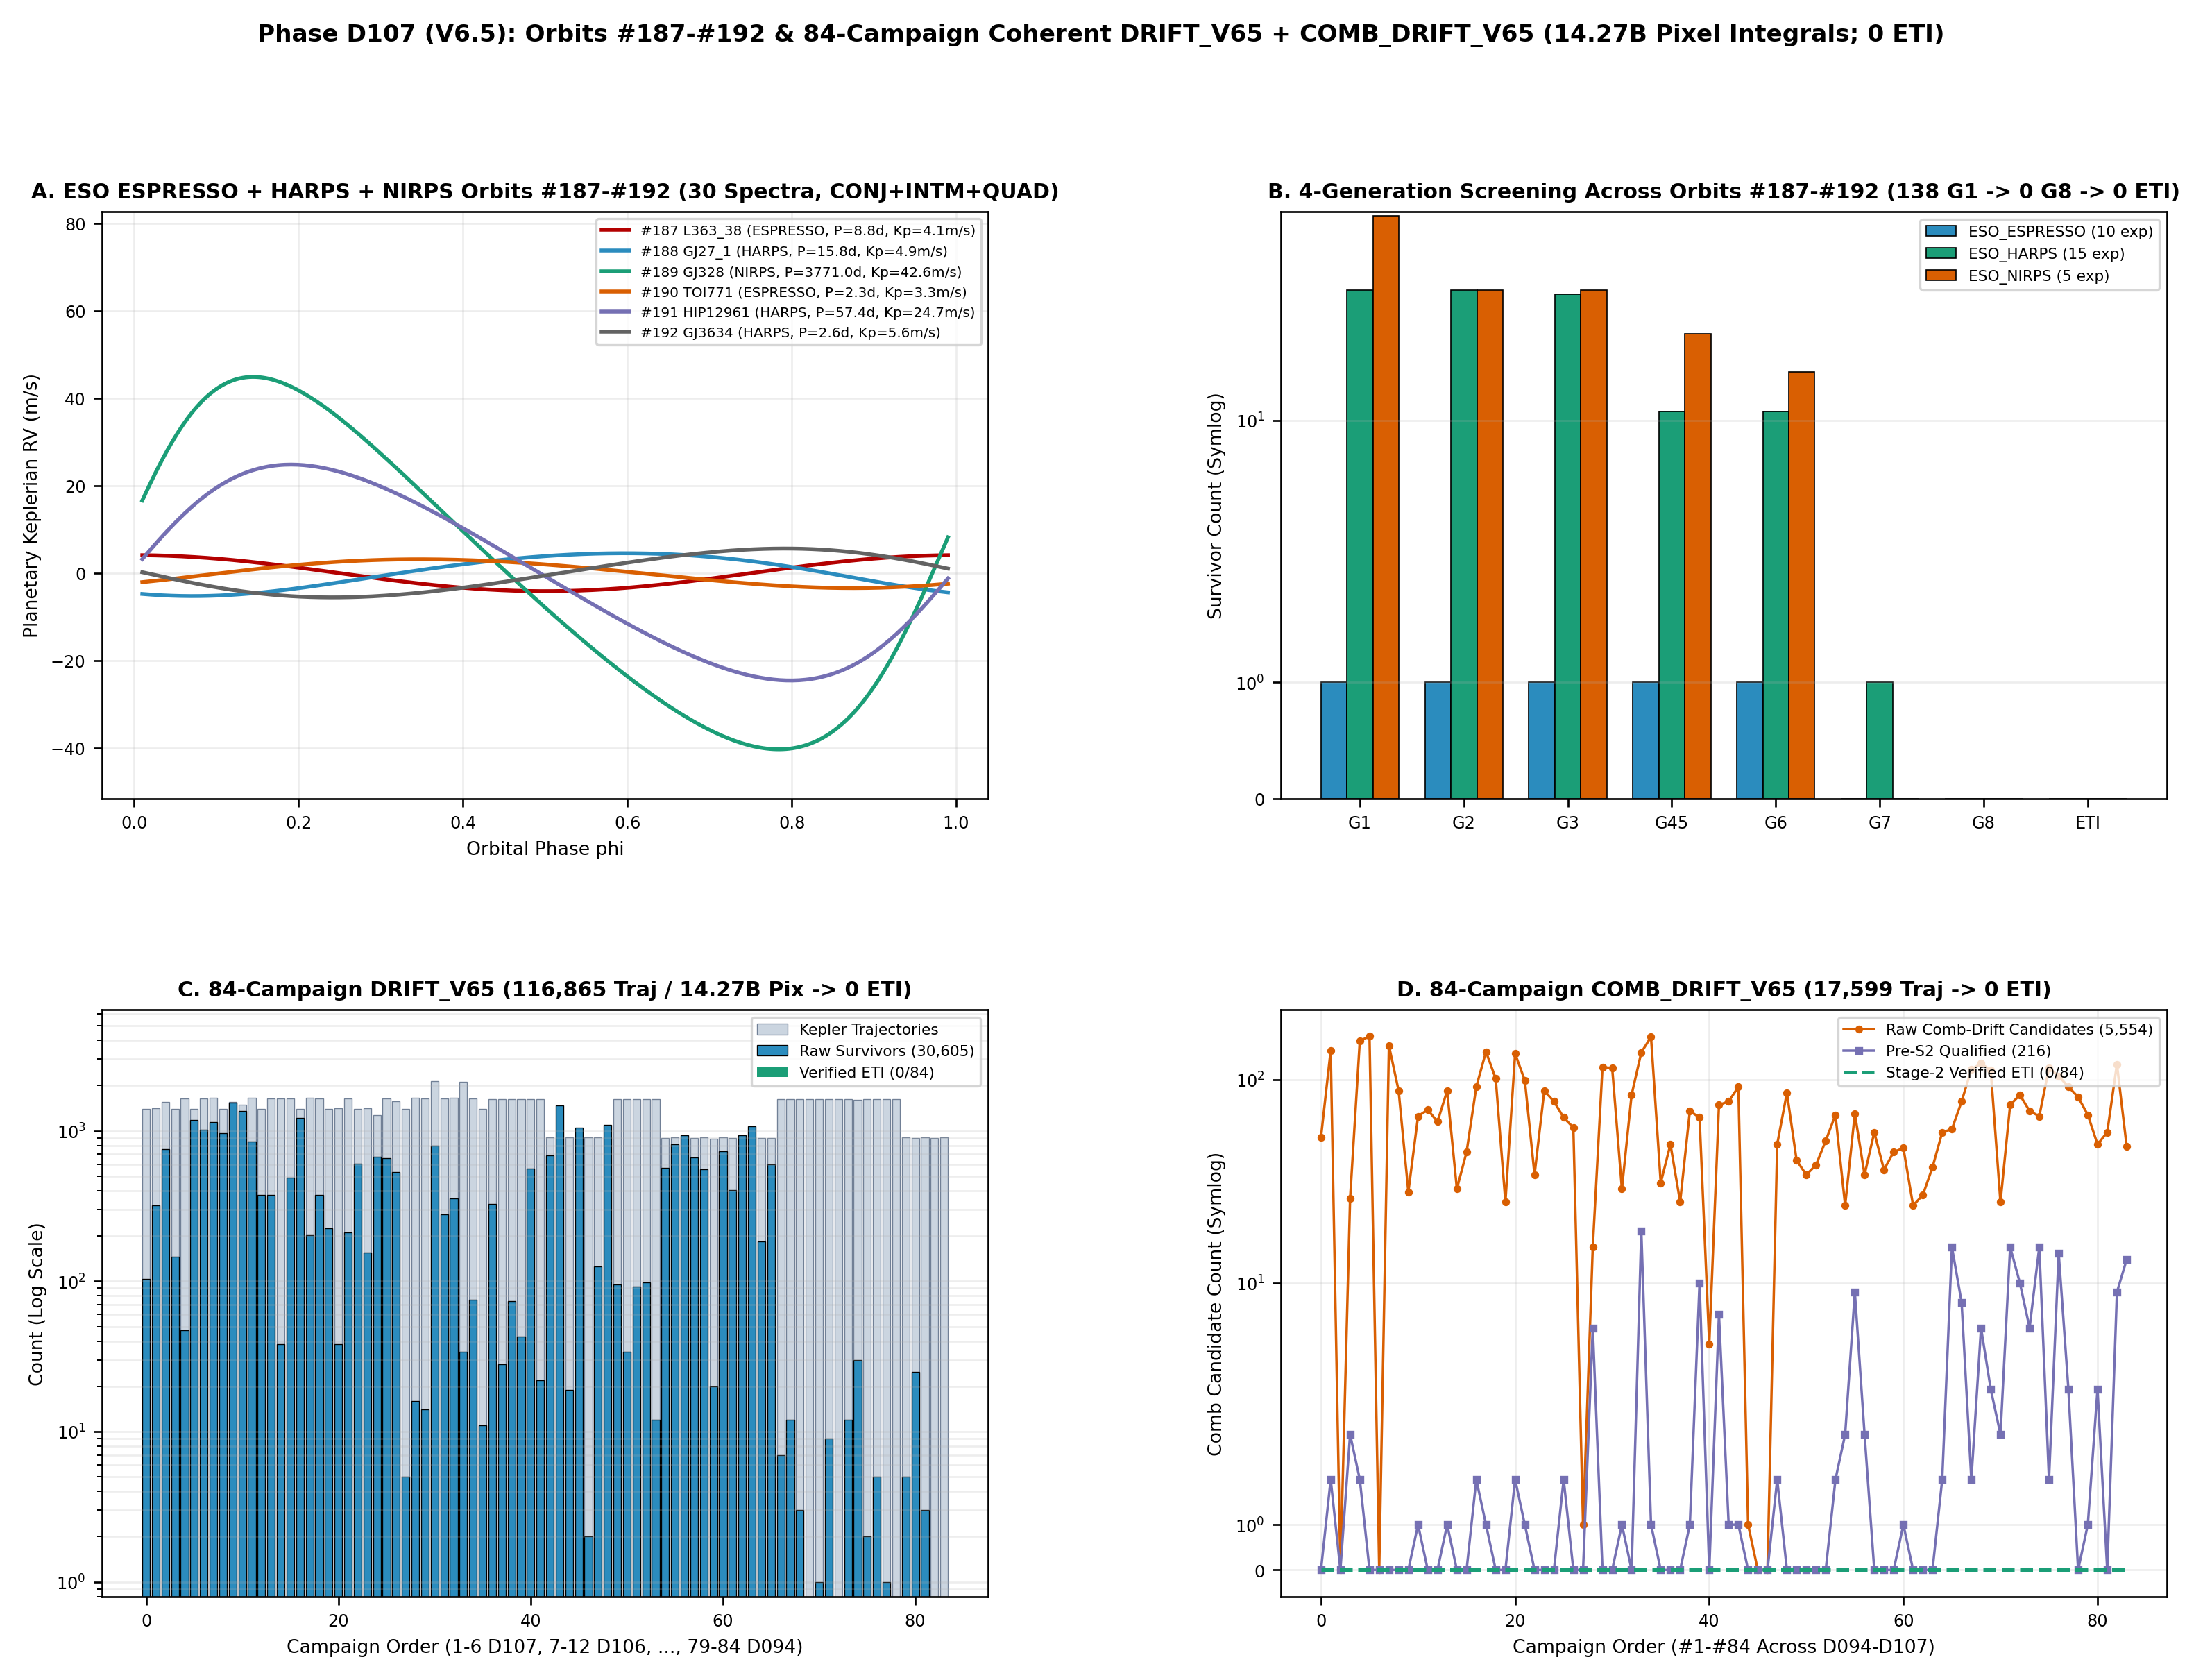 Phase D107 (V6.5): Orbits #187-#192 & 84-Campaign Coherent DRIFT_V65 + COMB_DRIFT_V65 (14.27B Pixel Integrals; 0 ETI)
A. ESO ESPRESSO + HARPS + NIRPS Orbits #187-#192 (30 Spectra, CONJ+INTM+QUAD)
#187 L363_38 (ESPRESSO, P=8.8d, Kp=4.1m/s)
#188 GJ27_1 (HARPS, P=15.8d, Kp=4.9m/s)
#189 GJ328 (NIRPS, P=3771.0d, Kp=42.6m/s)
#190 TOI771 (ESPRESSO, P=2.3d, Kp=3.3m/s)
#191 HIP12961 (HARPS, P=57.4d, Kp=24.7m/s)
#192 GJ3634 (HARPS, P=2.6d, Kp=5.6m/s)
Planetary Keplerian RV (m/s)
80
60
40
20
0
−20
−40
0.0 0.2 0.4 0.6 0.8 1.0
Orbital Phase phi
B. 4-Generation Screening Across Orbits #187-#192 (138 G1 -> 0 G8 -> 0 ETI)
ESO_ESPRESSO (10 exp)
ESO_HARPS (15 exp)
ESO_NIRPS (5 exp)
Survivor Count (Symlog)
10¹
10⁰
0
G1 G2 G3 G45 G6 G7 G8 ETI
C. 84-Campaign DRIFT_V65 (116,865 Traj / 14.27B Pix -> 0 ETI)
Kepler Trajectories
Raw Survivors (30,605)
Verified ETI (0/84)
Count (Log Scale)
10³
10²
10¹
10⁰
0 20 40 60 80
Campaign Order (1-6 D107, 7-12 D106, ..., 79-84 D094)
D. 84-Campaign COMB_DRIFT_V65 (17,599 Traj -> 0 ETI)
Raw Comb-Drift Candidates (5,554)
Pre-S2 Qualified (216)
Stage-2 Verified ETI (0/84)
Comb Candidate Count (Symlog)
10²
10¹
10⁰
0
0 20 40 60 80
Campaign Order (#1-#84 Across D094-D107)